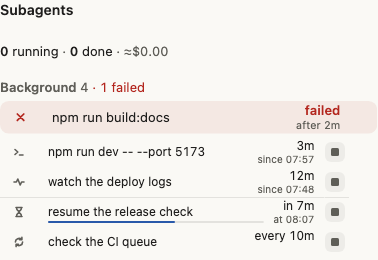 Subagents
0 running · 0 done · ≈$0.00
Background 4 · 1 failed
npm run build:docs failed
after 2m
npm run dev -- --port 5173 3m
since 07:57
watch the deploy logs 12m
since 07:48
resume the release check in 7m
at 08:07
check the CI queue every 10m